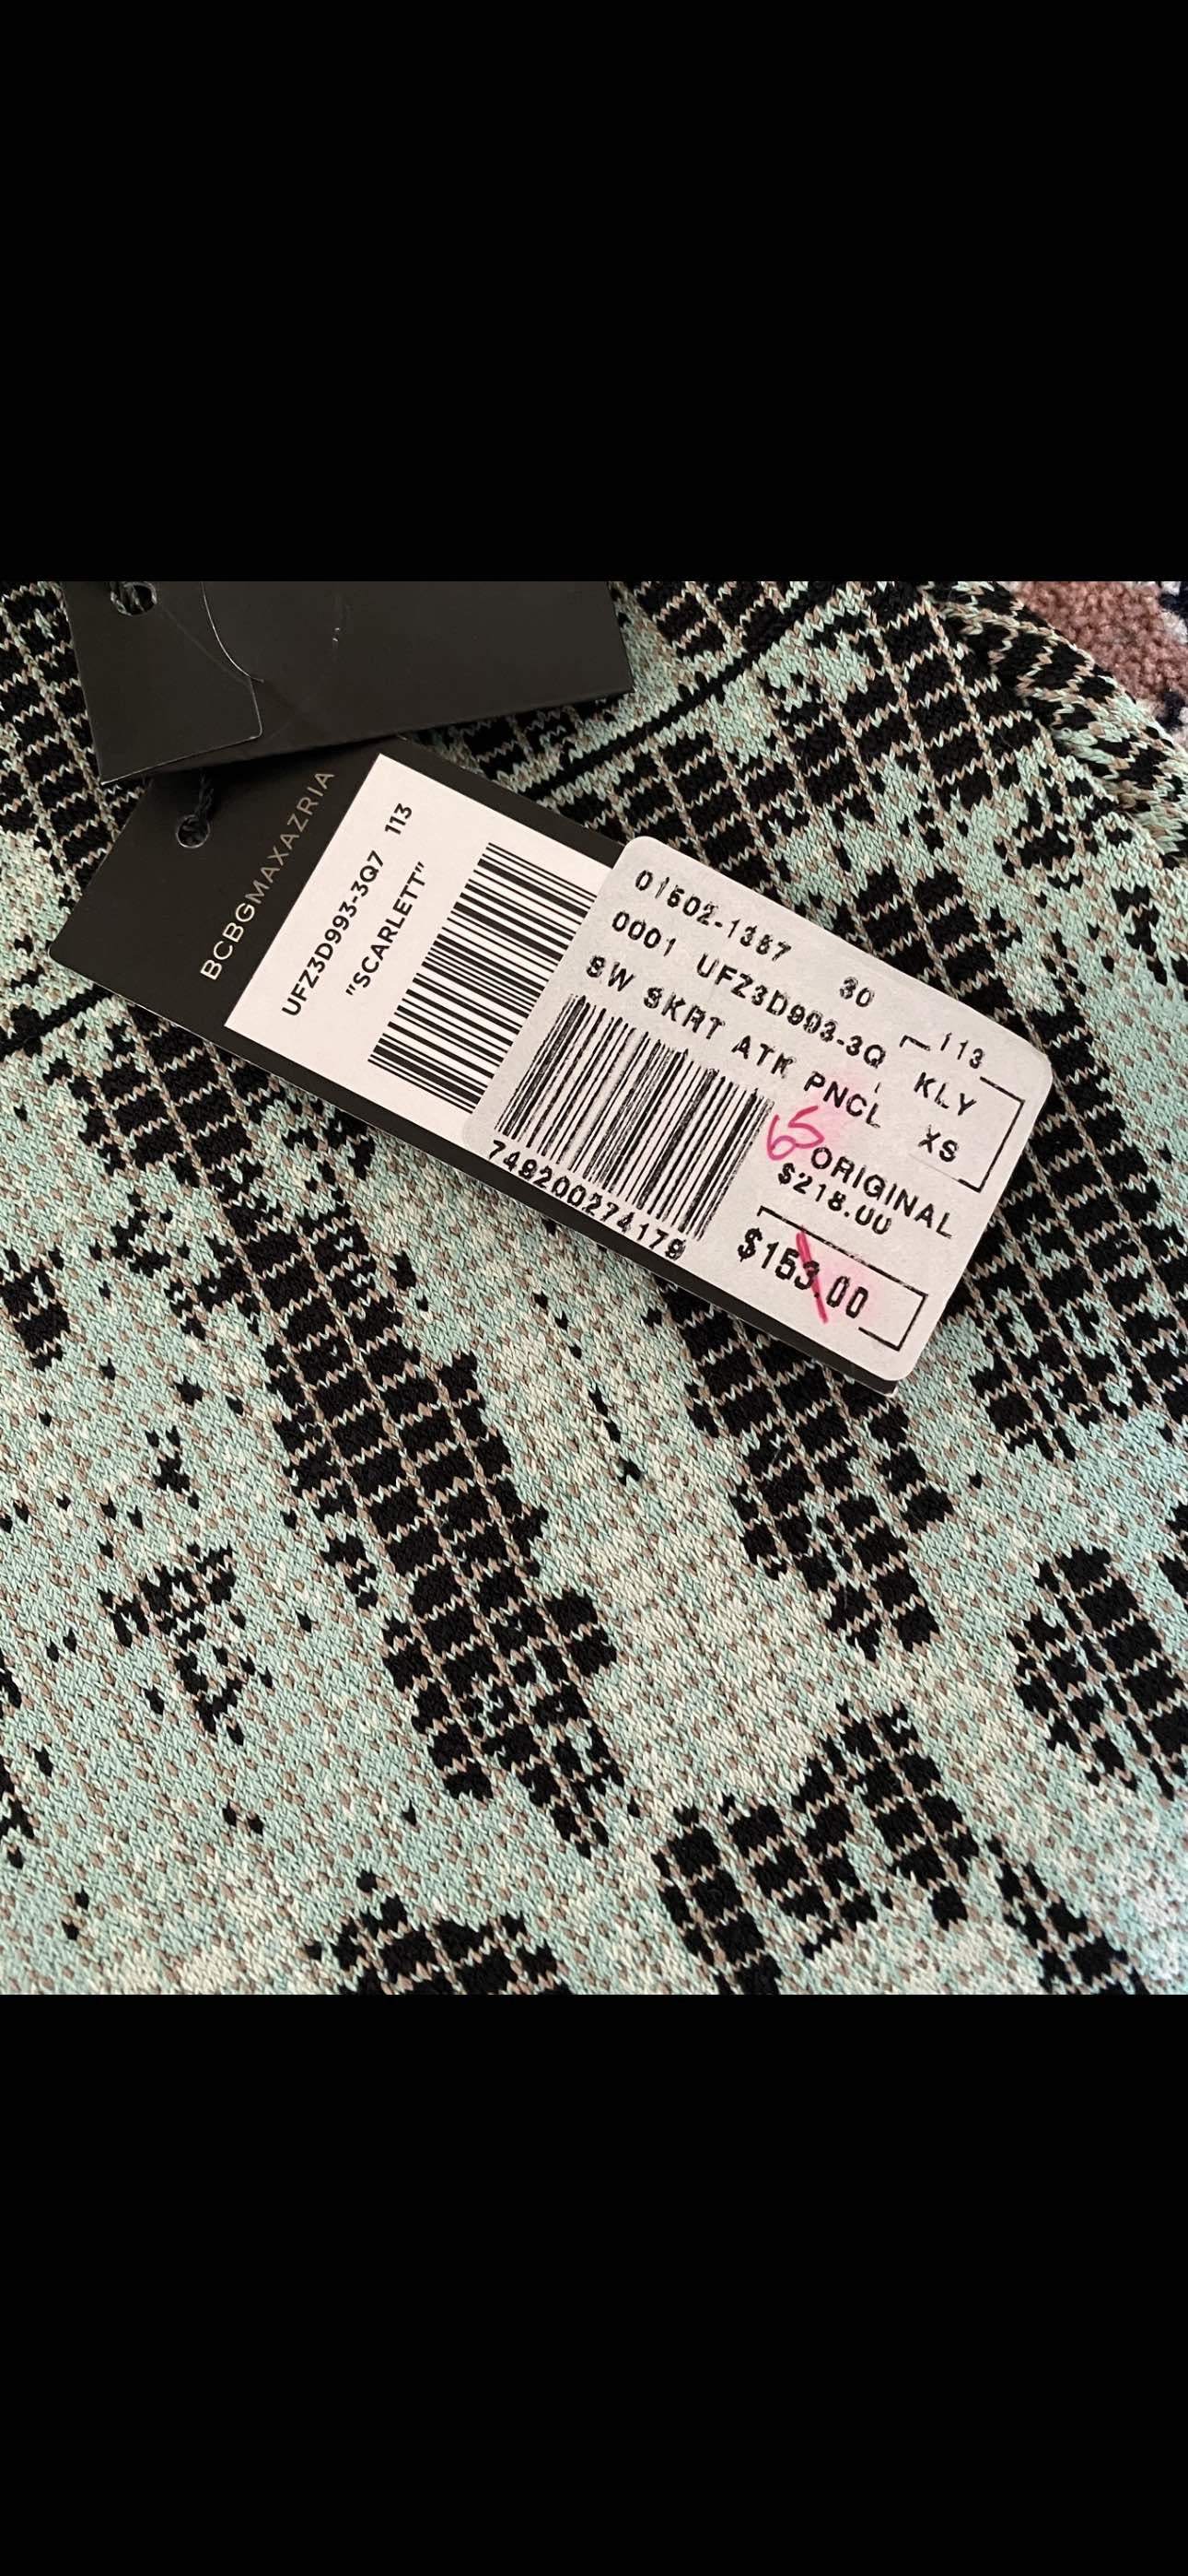 BCBGMAXAZRIA
UFZ3D993-3Q7 113
"SCARLETT"
01602-1387 30 113
0001 UFZ3D993-3Q KLY
SW SKRT ATK PNCL XS
749200274179
65
ORIGINAL
$218.00
$153.00